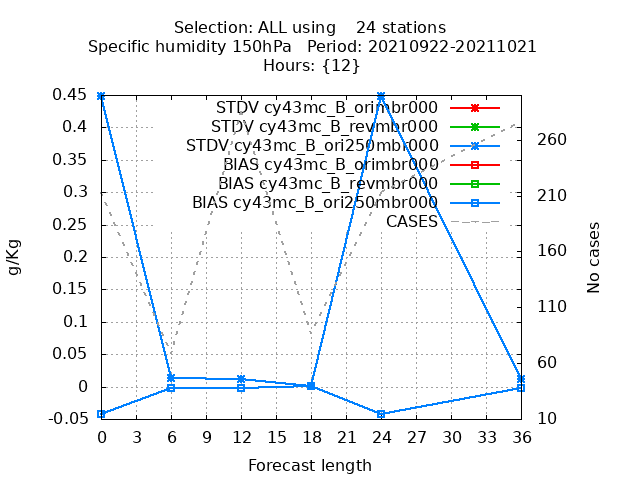 Selection: ALL using    24 stations
Specific humidity 150hPa   Period: 20210922-20211021
Hours: {12}
STDV cy43mc_B_orimbr000
STDV cy43mc_B_revmbr000
STDV cy43mc_B_ori250mbr000
BIAS cy43mc_B_orimbr000
BIAS cy43mc_B_revmbr000
BIAS cy43mc_B_ori250mbr000
CASES
g/Kg
0.45
0.4
0.35
0.3
0.25
0.2
0.15
0.1
0.05
0
-0.05
No cases
260
210
160
110
60
10
0 3 6 9 12 15 18 21 24 27 30 33 36
Forecast length